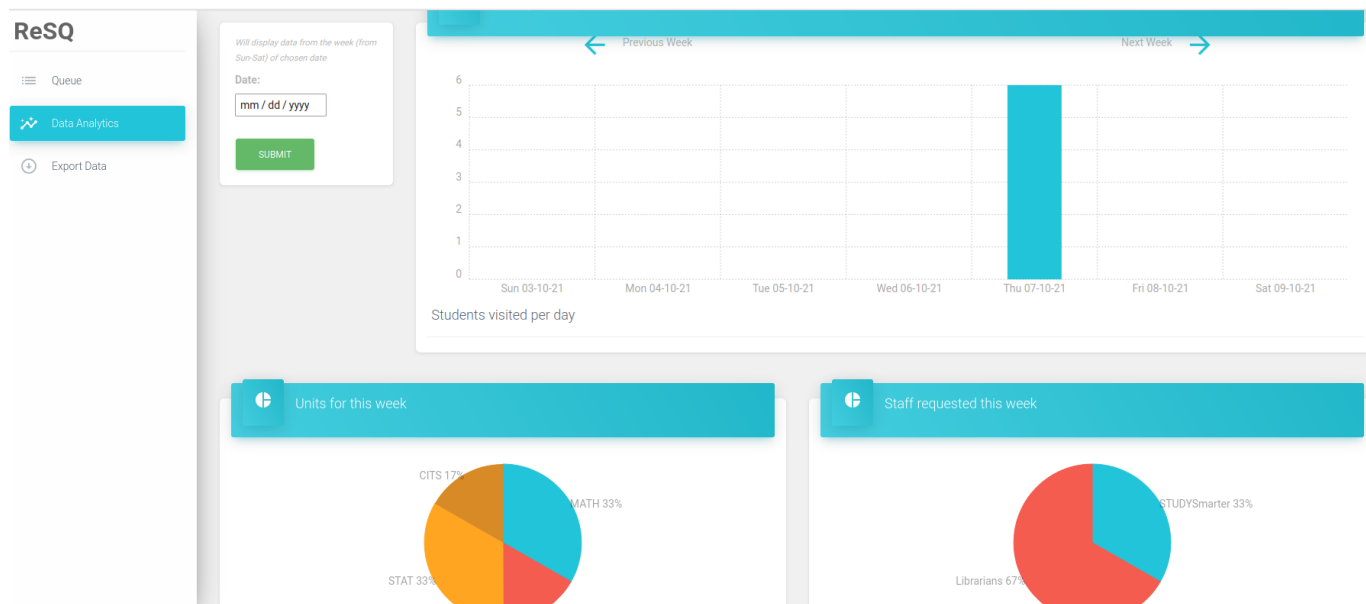 ReSQ
Queue
Data Analytics
Export Data
Will display data from the week (from
Sun-Sat) of chosen date
Date:
mm / dd / yyyy
SUBMIT
Previous Week
Next Week
6
5
4
3
2
1
0
Sun 03-10-21
Mon 04-10-21
Tue 05-10-21
Wed 06-10-21
Thu 07-10-21
Fri 08-10-21
Sat 09-10-21
Students visited per day
Units for this week
CITS 17%
MATH 33%
STAT 33%
Staff requested this week
STUDYSmarter 33%
Librarians 67%